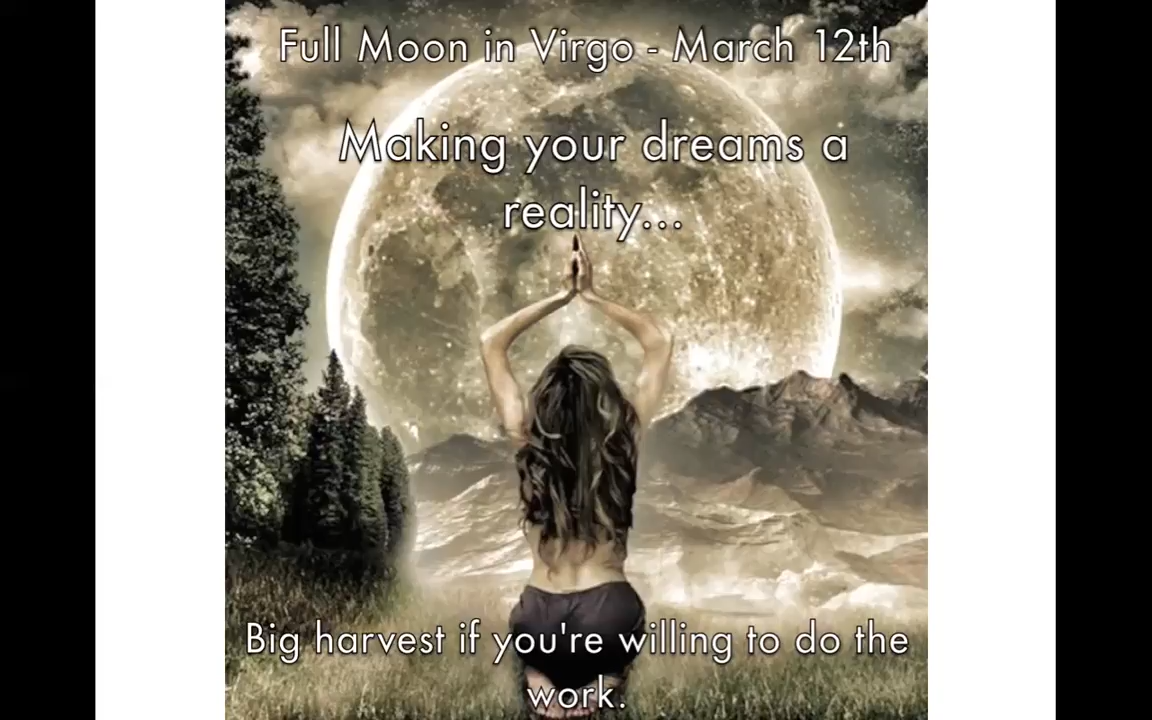 Full Moon in Virgo - March 12th
Making your dreams a
reality...
Big harvest if you're willing to do the
work.